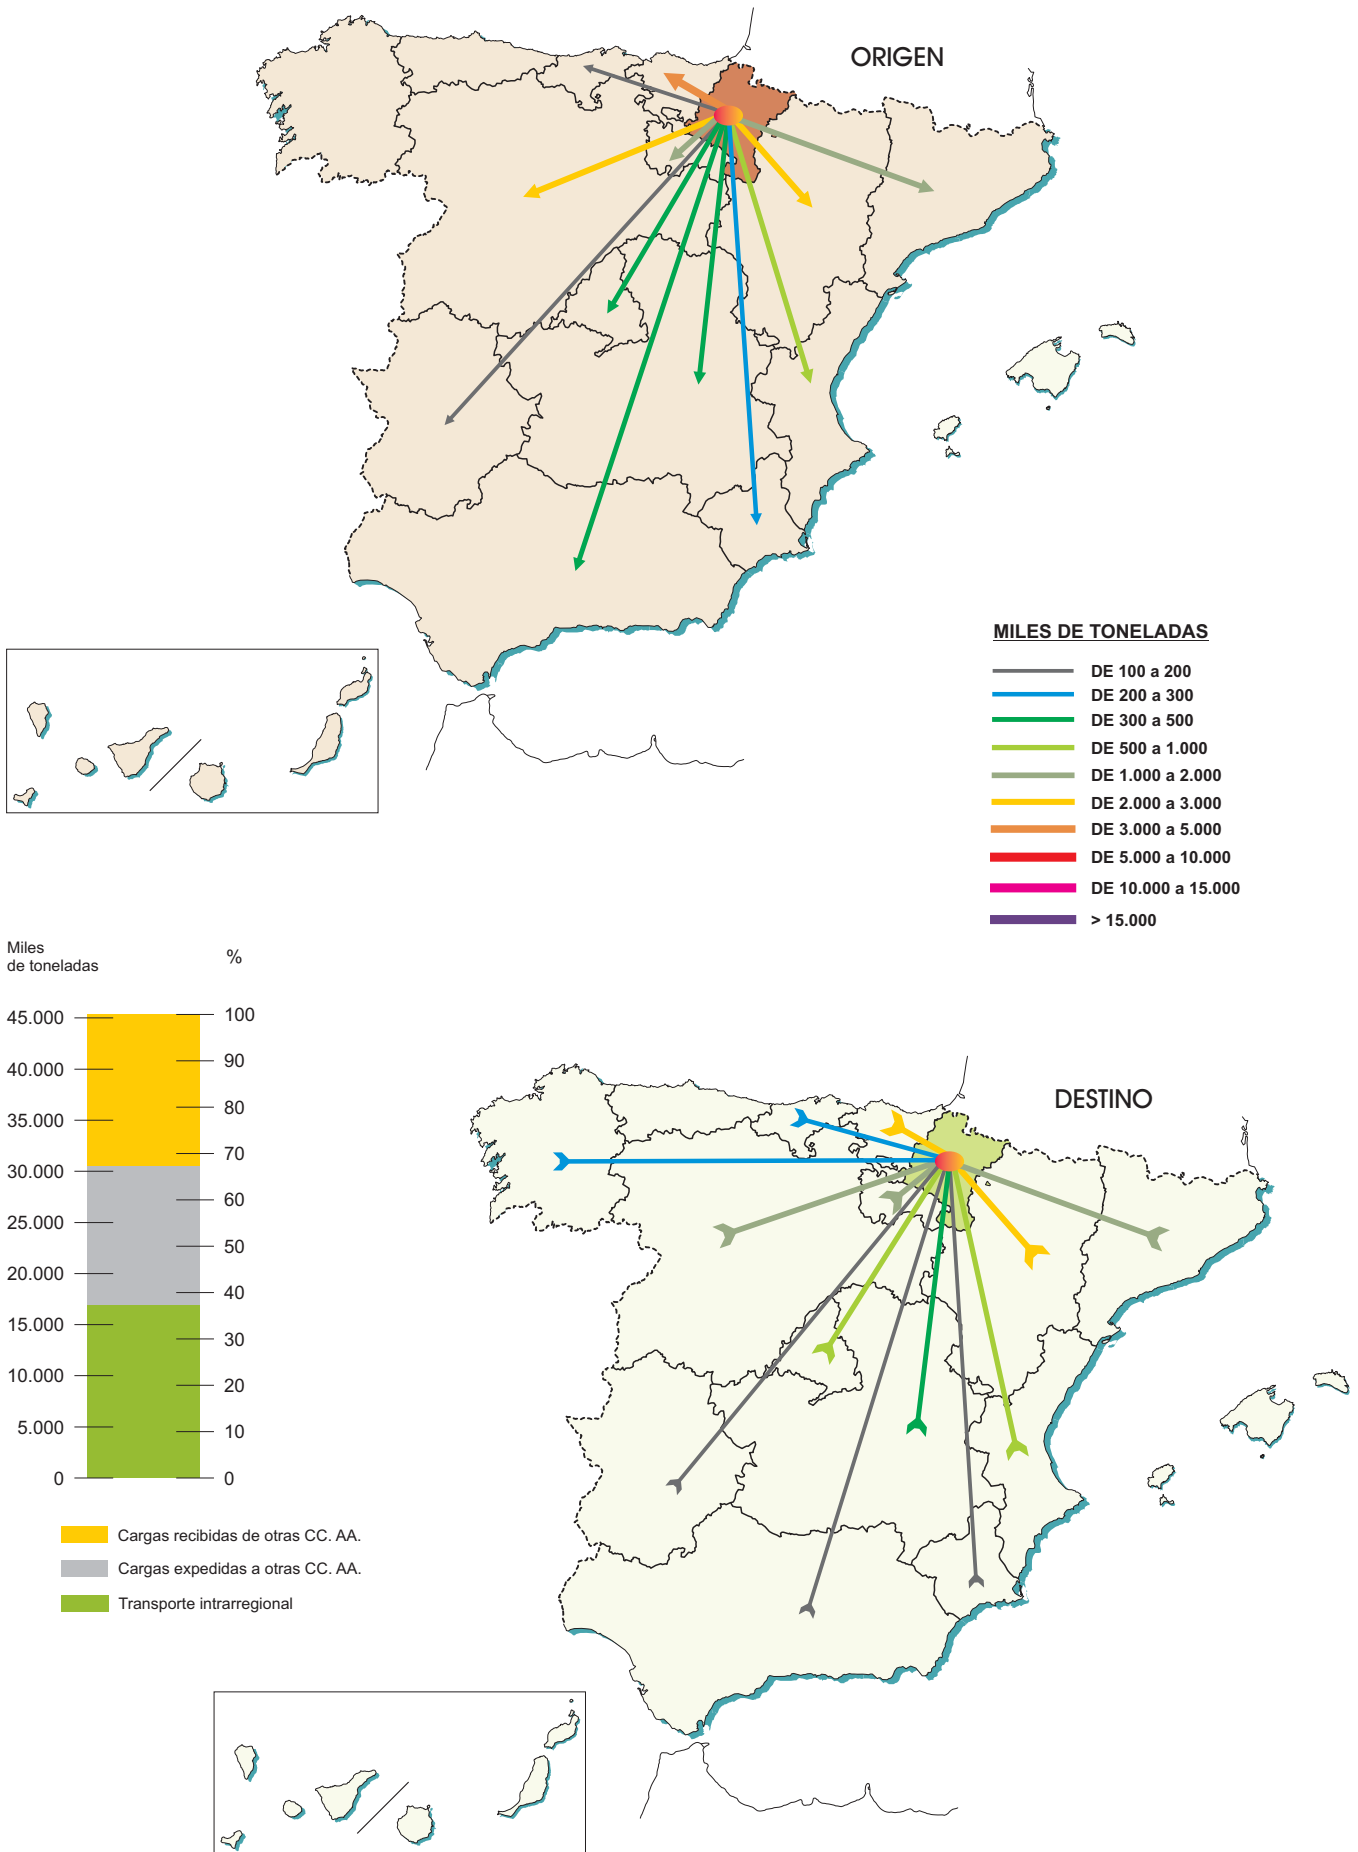 ORIGEN
MILES DE TONELADAS
DE 100 a 200
DE 200 a 300
DE 300 a 500
DE 500 a 1.000
DE 1.000 a 2.000
DE 2.000 a 3.000
DE 3.000 a 5.000
DE 5.000 a 10.000
DE 10.000 a 15.000
> 15.000
Miles
de toneladas
%
45.000
40.000
35.000
30.000
25.000
20.000
15.000
10.000
5.000
0
100
90
80
70
60
50
40
30
20
10
0
Cargas recibidas de otras CC. AA.
Cargas expedidas a otras CC. AA.
Transporte intrarregional
DESTINO